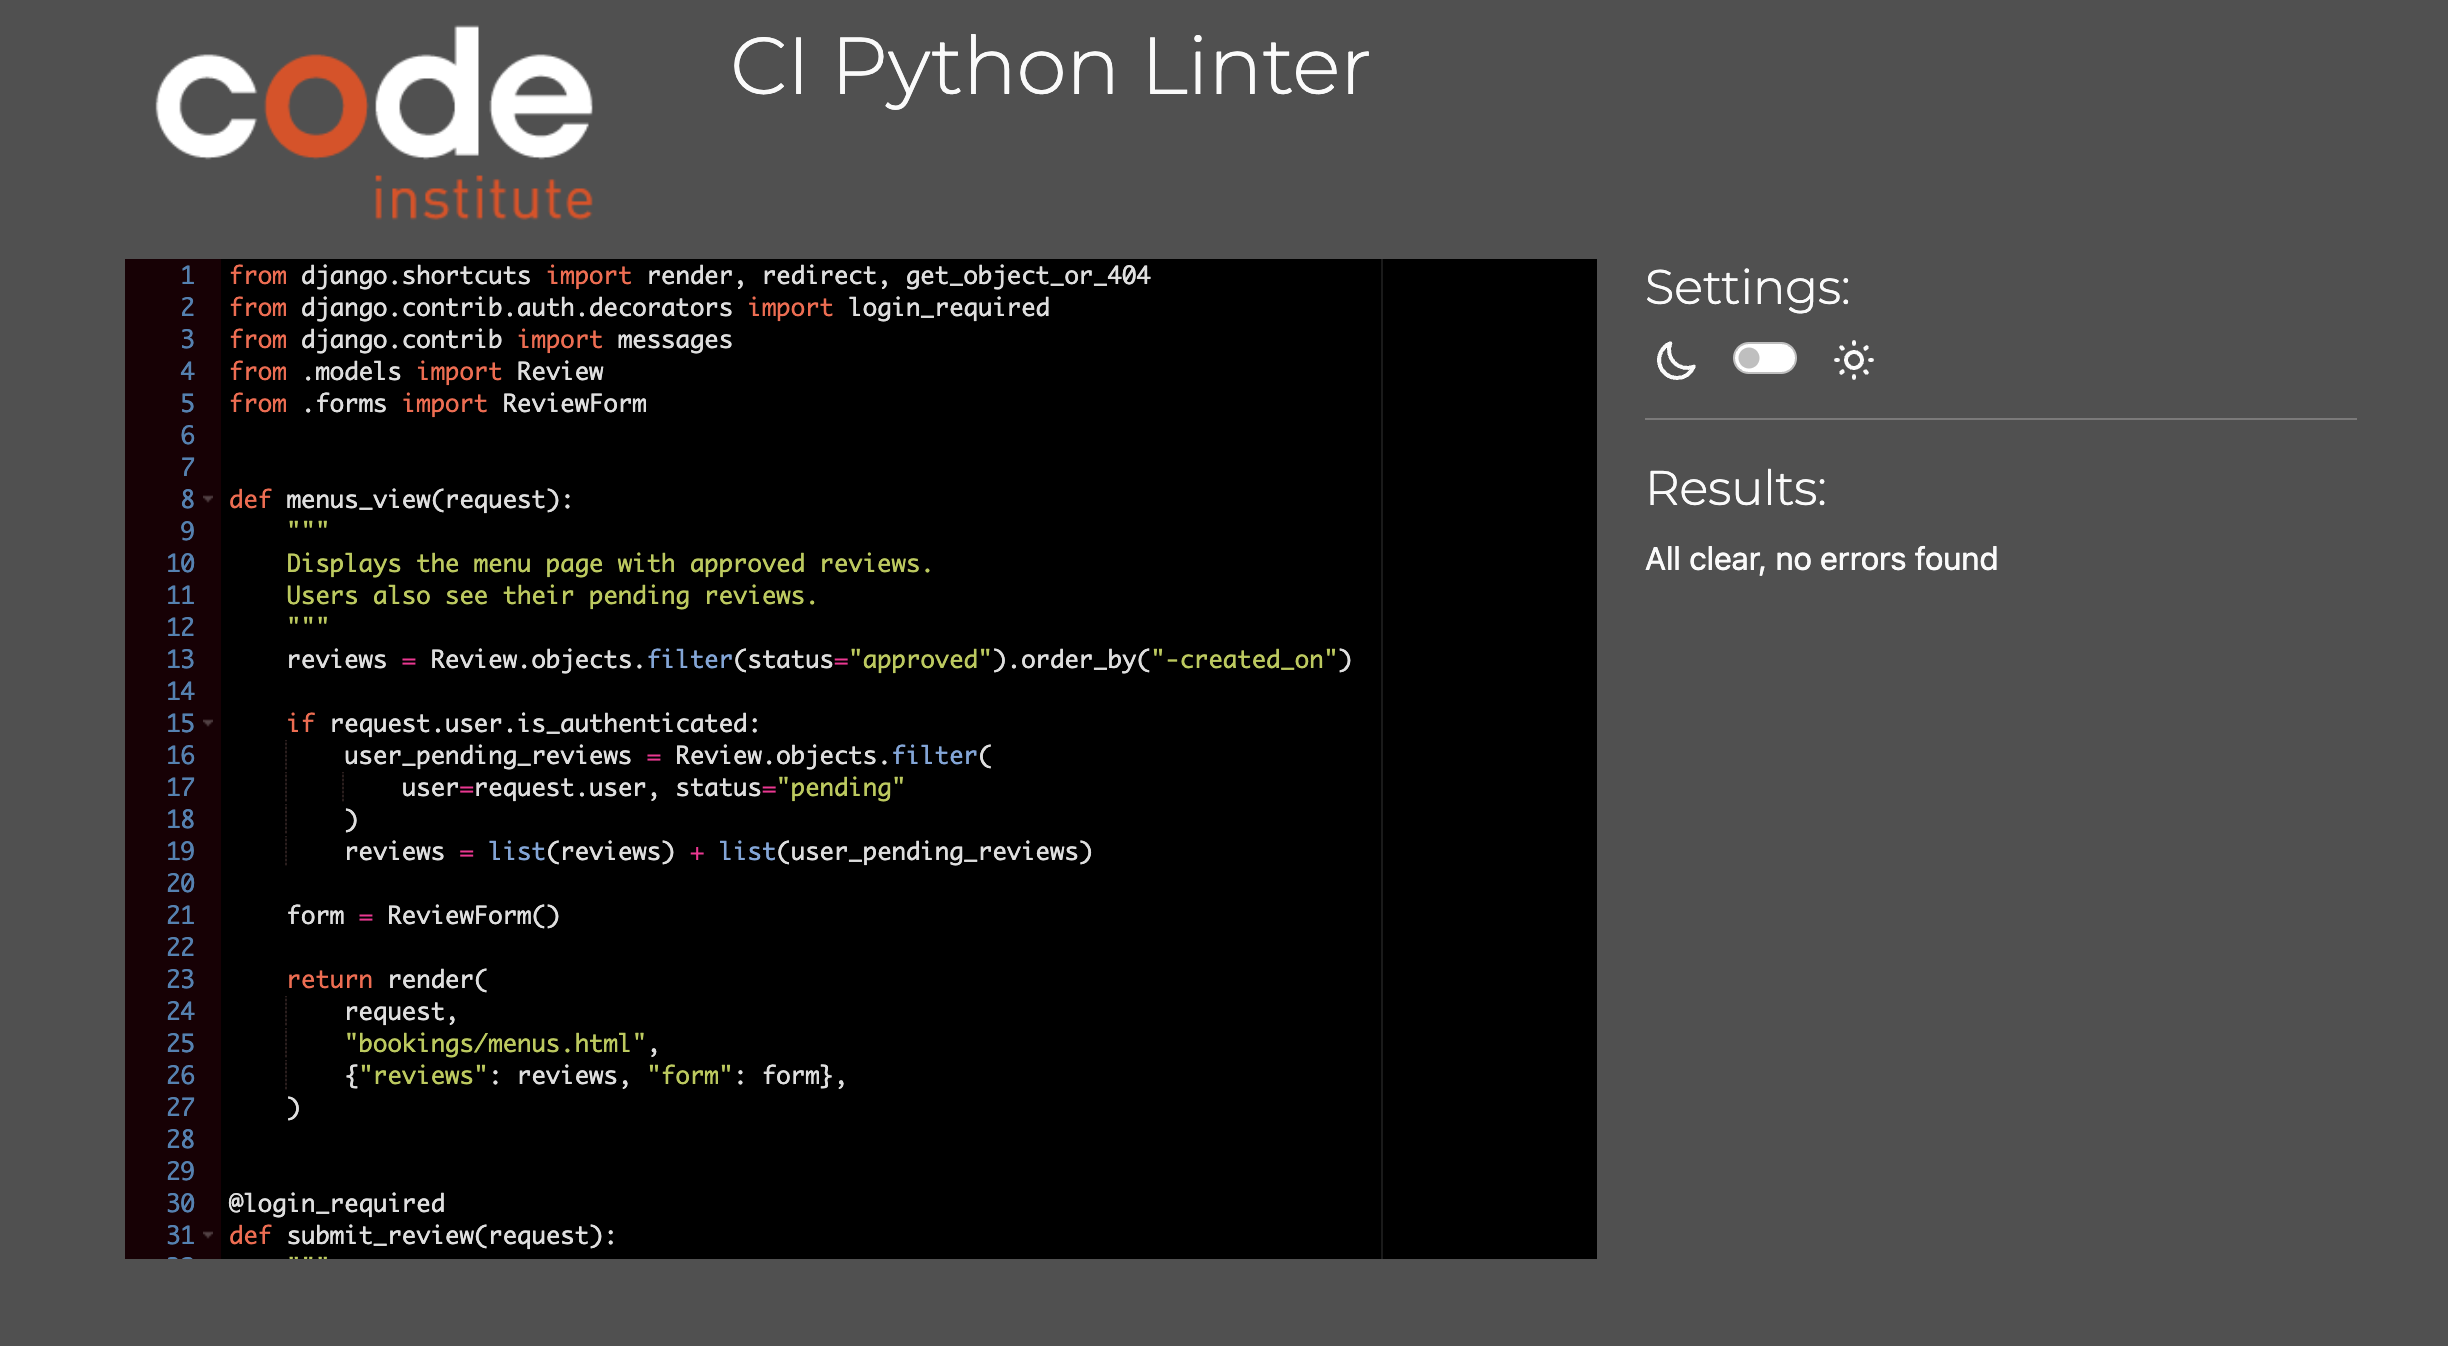 code
institute
CI Python Linter
1 from django.shortcuts import render, redirect, get_object_or_404
2 from django.contrib.auth.decorators import login_required
3 from django.contrib import messages
4 from .models import Review
5 from .forms import ReviewForm
6
7
8 def menus_view(request):
9     """
10     Displays the menu page with approved reviews.
11     Users also see their pending reviews.
12     """
13     reviews = Review.objects.filter(status="approved").order_by("-created_on")
14
15     if request.user.is_authenticated:
16         user_pending_reviews = Review.objects.filter(
17             user=request.user, status="pending"
18         )
19         reviews = list(reviews) + list(user_pending_reviews)
20
21     form = ReviewForm()
22
23     return render(
24         request,
25         "bookings/menus.html",
26         {"reviews": reviews, "form": form},
27     )
28
29
30 @login_required
31 def submit_review(request):
Settings:
Results:
All clear, no errors found